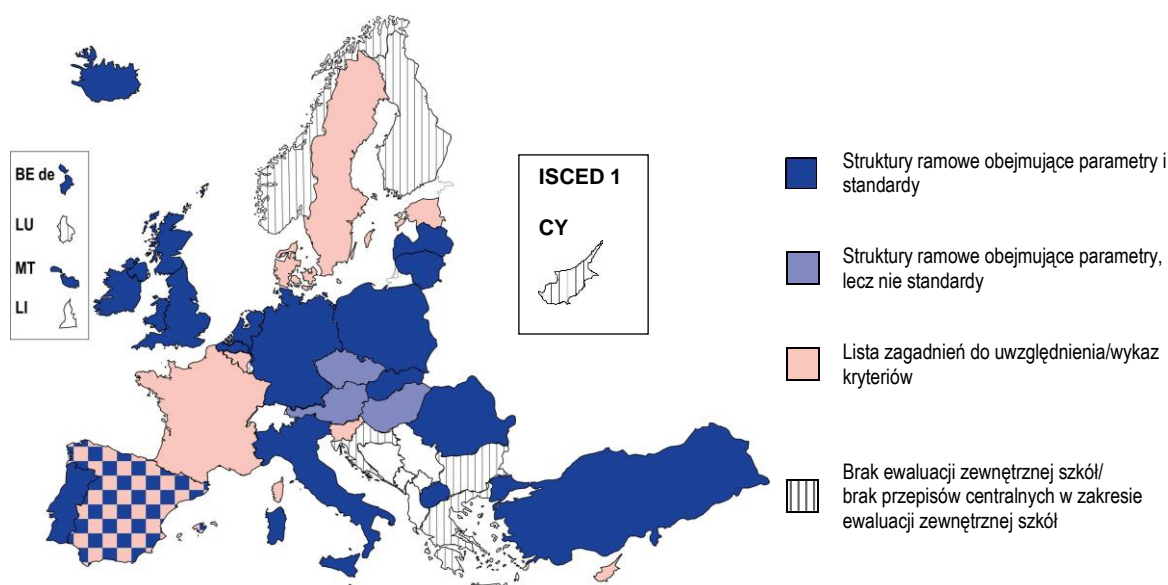 BE de
LU
MT
LI
ISCED 1
CY
Struktury ramowe obejmujące parametry i
standardy
Struktury ramowe obejmujące parametry,
lecz nie standardy
Lista zagadnień do uwzględnienia/wykaz
kryteriów
Brak ewaluacji zewnętrznej szkół/
brak przepisów centralnych w zakresie
ewaluacji zewnętrznej szkół